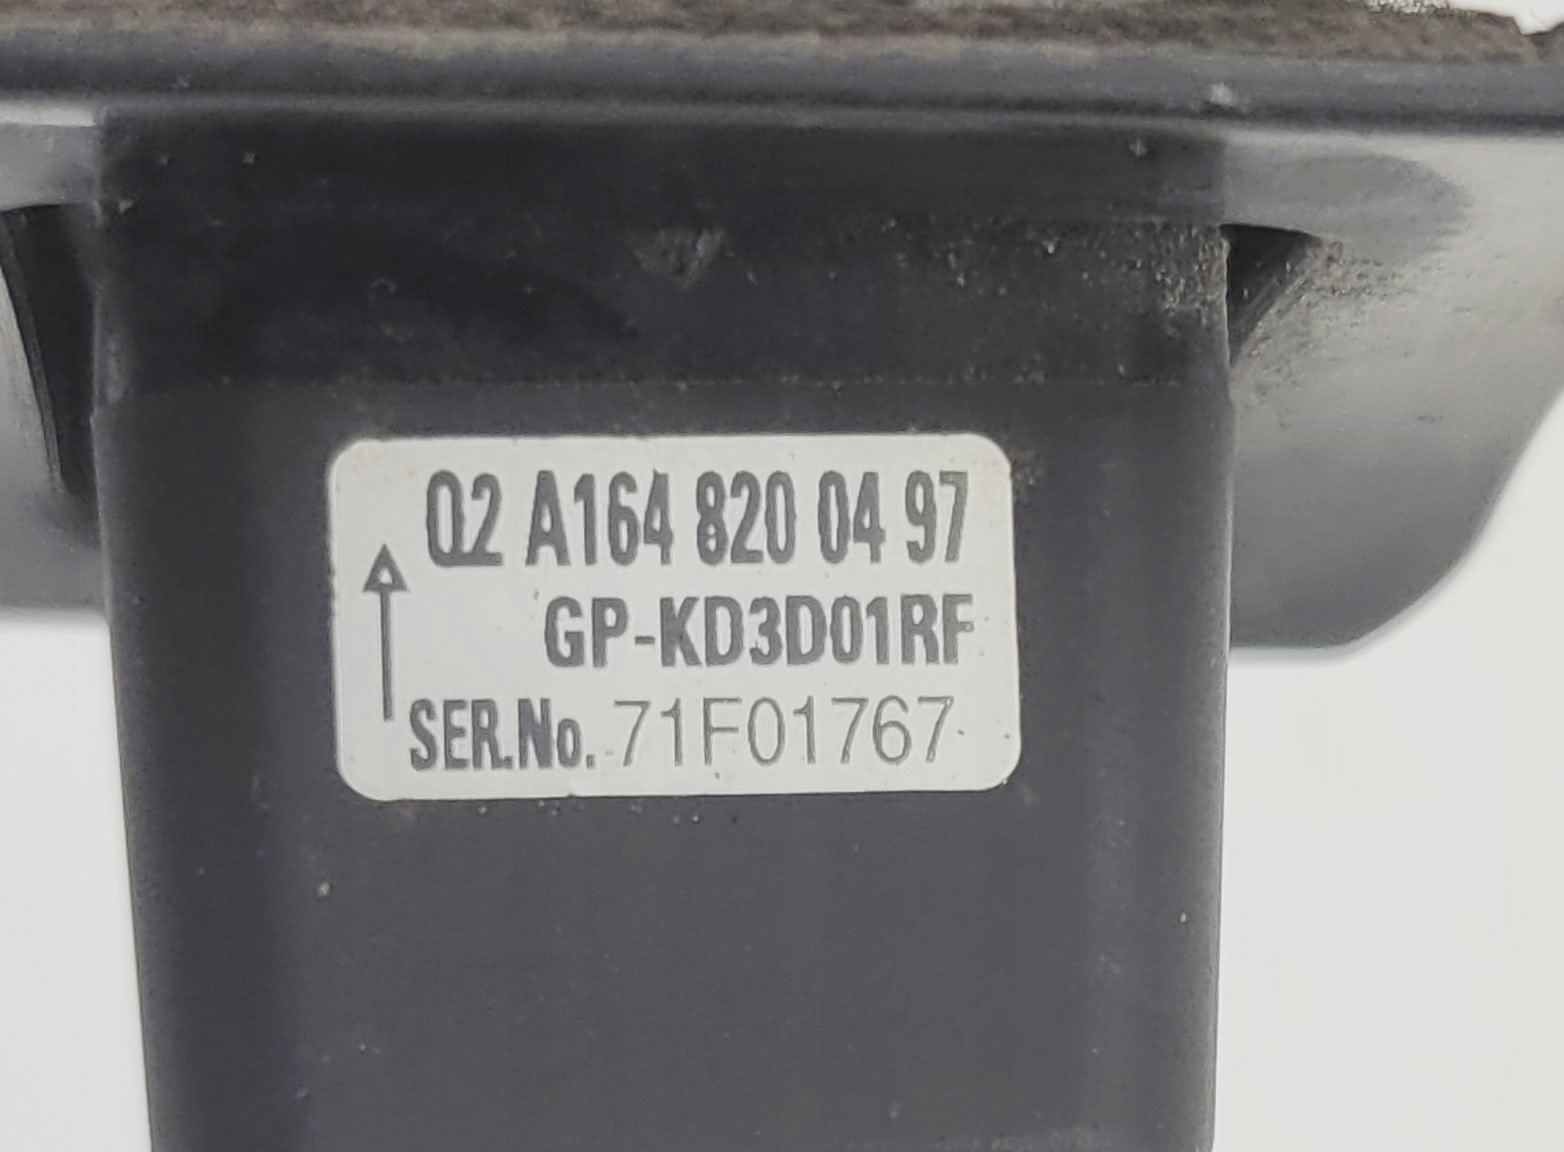 02 A164 820 04 97
GP-KD3D01RF
SER.No. 71F01767